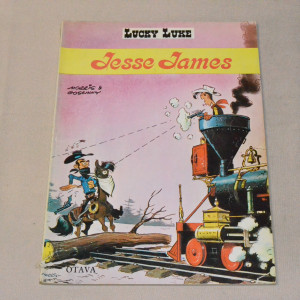 LUCKY LUKE
Jesse James
MORRIS &
GOSCINNY
OTAVA